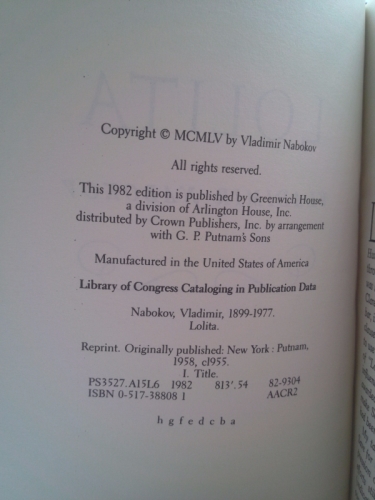 LOLITA
Copyright © MCMLV by Vladimir Nabokov
All rights reserved.
This 1982 edition is published by Greenwich House,
a division of Arlington House, Inc.
distributed by Crown Publishers, Inc. by arrangement
with G. P. Putnam's Sons
Manufactured in the United States of America
Library of Congress Cataloging in Publication Data
Nabokov, Vladimir, 1899-1977.
Lolita.
Reprint. Originally published: New York : Putnam,
1958, cl955.
I. Title.
PS3527.A15L6 1982 813'.54 82-9304
ISBN 0-517-38808 1 AACR2
h g f e d c b a